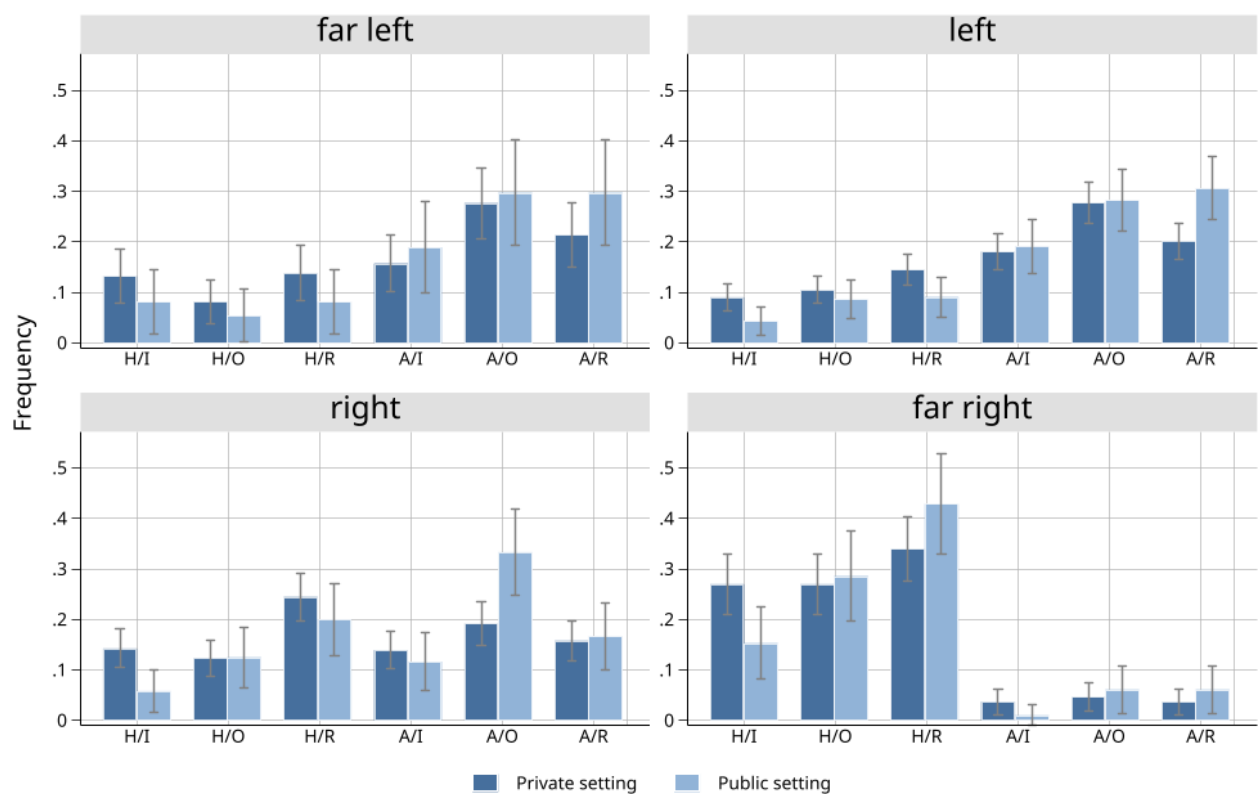 far left
left
.5
.4
.3
.2
.1
0
H/I H/O H/R A/I A/O A/R
.5
.4
.3
.2
.1
0
H/I H/O H/R A/I A/O A/R
Frequency
right
far right
.5
.4
.3
.2
.1
0
H/I H/O H/R A/I A/O A/R
.5
.4
.3
.2
.1
0
H/I H/O H/R A/I A/O A/R
Private setting Public setting